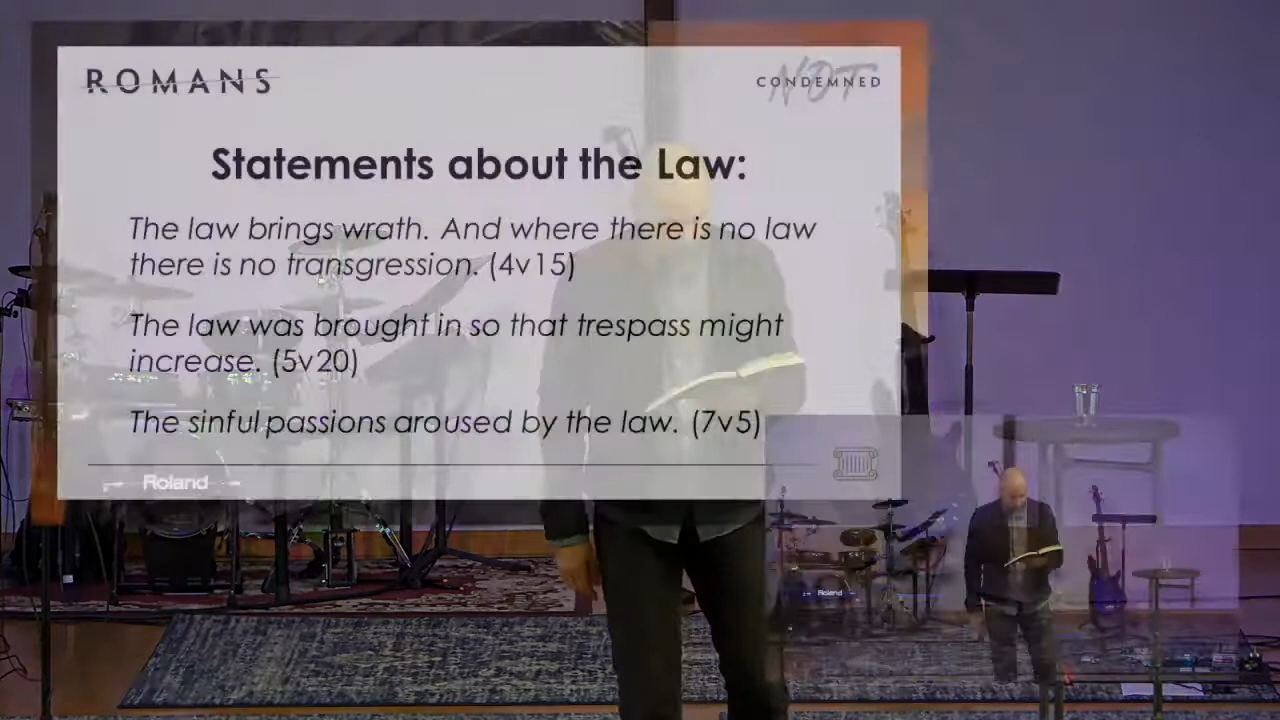 ROMANS
NOT
CONDEMNED
Statements about the Law:
The law brings wrath. And where there is no law
there is no transgression. (4v15)
The law was brought in so that trespass might
increase. (5v20)
The sinful passions aroused by the law. (7v5)
Roland
Roland